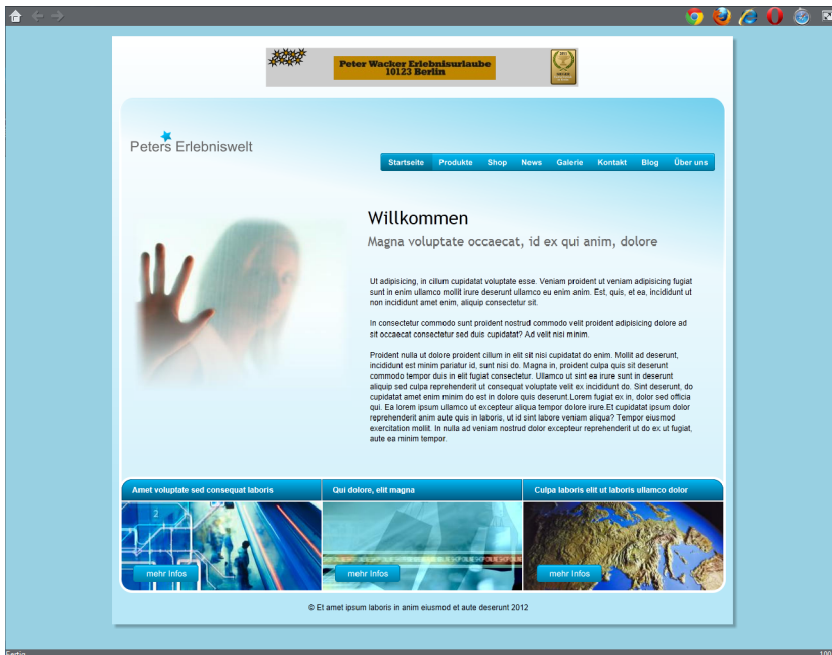 Peter Wacker Erlebnisurlaube
10123 Berlin
Peters Erlebniswelt
Startseite Produkte Shop News Galerie Kontakt Blog Über uns
Willkommen
Magna voluptate occaecat, id ex qui anim, dolore
Ut adipisicing, in cillum cupidatat voluptate esse. Veniam proident ut veniam adipisicing fugiat
sunt in enim ullamco mollit irure deserunt ullamco eu enim anim. Est, quis, et ea, incididunt ut
non incididunt amet enim, aliquip consectetur sit.
In consectetur commodo sunt proident nostrud commodo velit proident adipisicing dolore ad
sit occaecat consectetur sed duis cupidatat? Ad velit nisi minim.
Proident nulla ut dolore proident cillum in elit sit nisi cupidatat do enim. Mollit ad deserunt,
incididunt est minim pariatur id, sunt nisi do. Magna in, proident culpa quis sit deserunt
commodo tempor duis in elit fugiat consectetur. Ullamco ut sint ea irure sunt in deserunt
aliquip sed culpa reprehenderit ut consequat voluptate velit ex incididunt do. Sint deserunt, do
cupidatat amet enim minim do est in dolore quis deserunt.Lorem fugiat ex in, dolor sed officia
qui. Ea lorem ipsum ullamco ut excepteur aliqua tempor dolore irure.Et cupidatat ipsum dolor
reprehenderit anim aute quis in laboris, ut id sint labore veniam aliqua? Tempor eiusmod
exercitation mollit. In nulla ad veniam nostrud dolor excepteur reprehenderit ut do ex ut fugiat,
aute ea minim tempor.
Amet voluptate sed consequat laboris
Qui dolore, elit magna
Culpa laboris elit ut laboris ullamco dolor
2
mehr Infos
mehr Infos
mehr Infos
© Et amet ipsum laboris in anim eiusmod et aute deserunt 2012